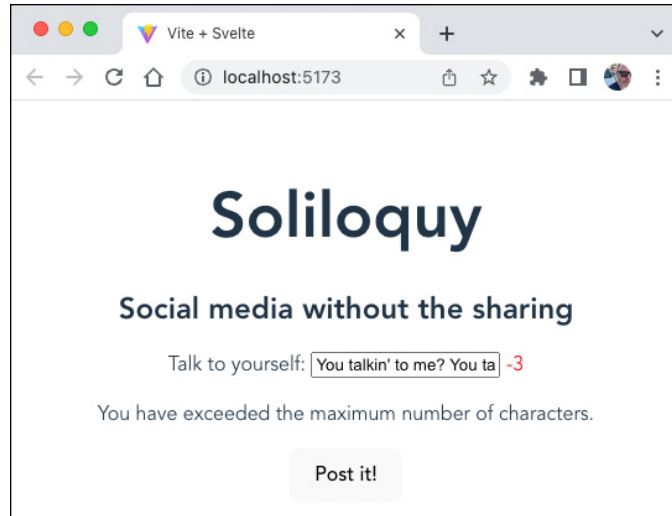 Vite + Svelte
localhost:5173
Soliloquy
Social media without the sharing
Talk to yourself: You talkin' to me? You ta -3
You have exceeded the maximum number of characters.
Post it!